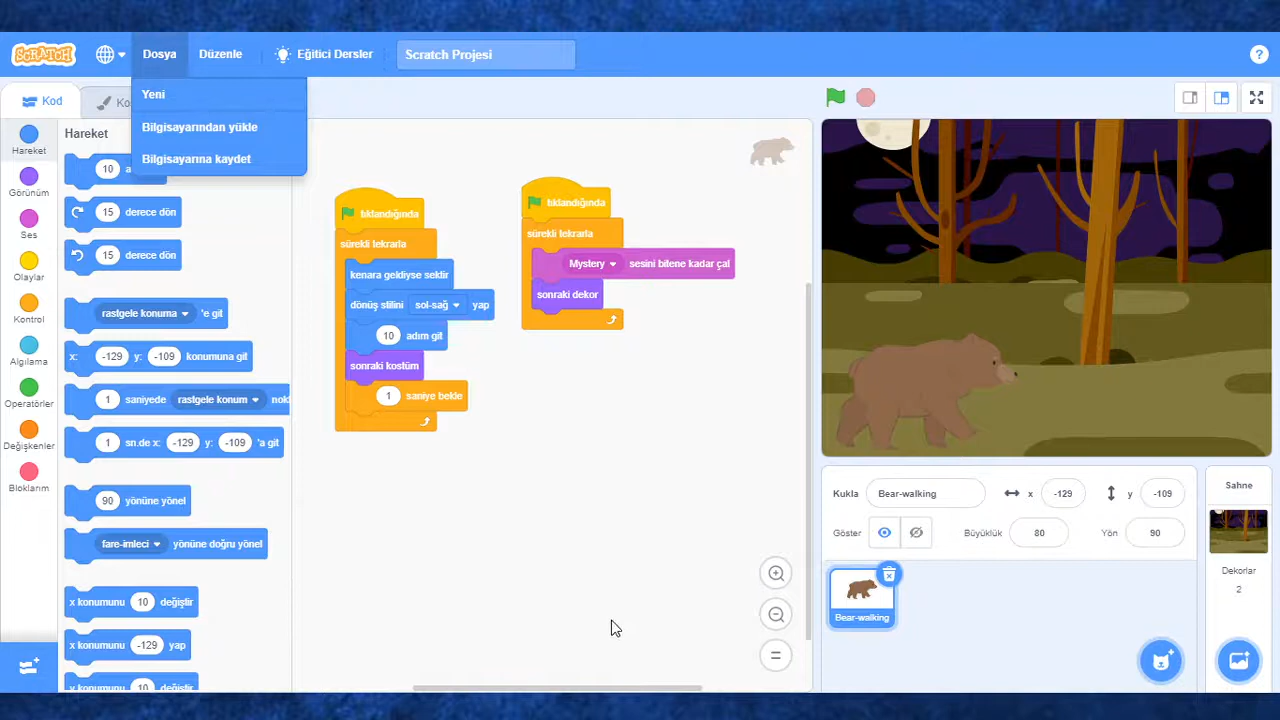 SCRATCH
Dosya
Düzenle
Eğitici Dersler
Scratch Projesi
?
Yeni
Bilgisayarından yükle
Bilgisayarına kaydet
Kod
Ko
Hareket
Görünüm
Ses
Olaylar
Kontrol
Algılama
Operatörler
Değişkenler
Bloklarım
Hareket
10 a
15 derece dön
15 derece dön
rastgele konuma 'e git
x: -129 y: -109 konumuna git
1 saniyede rastgele konum nok
1 sn.de x: -129 y: -109 'a git
90 yönüne yönel
fare-imleci yönüne doğru yönel
x konumunu 10 değiştir
x konumunu -129 yap
y konumunu 10 değiştir
tıklandığında
sürekli tekrarla
kenara geldiyse sektir
dönüş stilini sol-sağ yap
10 adım git
sonraki kostüm
1 saniye bekle
tıklandığında
sürekli tekrarla
Mystery sesini bitene kadar çal
sonraki dekor
Kukla Bear-walking x -129 y -109
Göster Büyüklük 80 Yön 90
Bear-walking
Sahne
Dekorlar
2